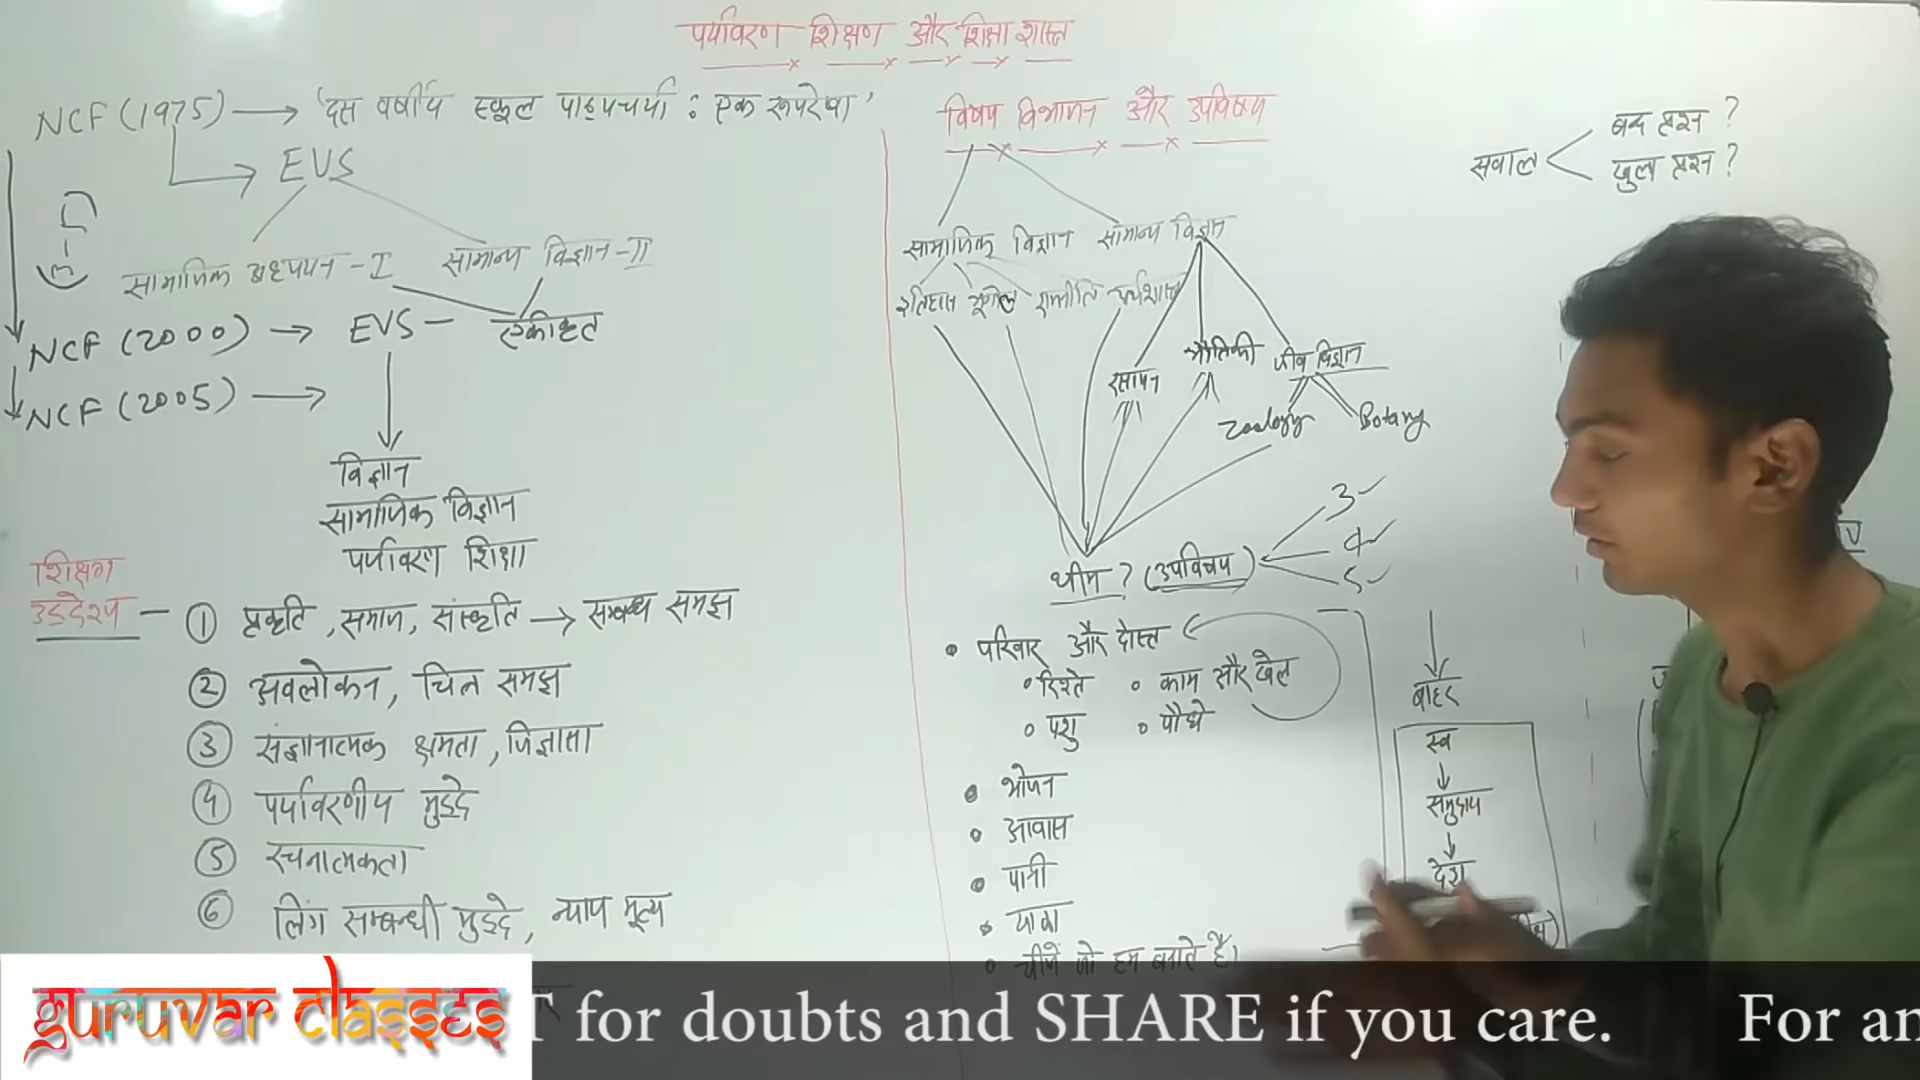 पर्यावरण शिक्षण और शिक्षा शास्त्र
NCF (1975) → 'दस वर्षीय स्कूल पाठ्यचर्या : एक रूपरेखा'
EVS
(3-5)
सामाजिक अध्ययन - I
सामान्य विज्ञान - II
NCF (2000) → EVS - एकीकृत
NCF (2005) →
विज्ञान
सामाजिक विज्ञान
पर्यावरण शिक्षा
शिक्षण
उद्देश्य -
① प्रकृति, समाज, संस्कृति → सम्बन्ध समझ
② अवलोकन, चित्र समझ
③ संज्ञानात्मक क्षमता, जिज्ञासा
④ पर्यावरणीय मुद्दे
⑤ रचनात्मकता
⑥ लिंग सम्बन्धी मुद्दे, न्याय मूल्य
विषय विभाजन और उपविषय
सामाजिक विज्ञान सामान्य विज्ञान
इतिहास भूगोल राजनीति अर्थशास्त्र
रसायन भौतिकी जीव विज्ञान
Zoology Botany
थीम ? (उपविषय)
3 ✓
4 ✓
5 ✓
• परिवार और दोस्त
∘ रिश्ते ∘ काम और खेल
∘ पशु ∘ पौधे
• भोजन
• आवास
• पानी
• यात्रा
• चीजें जो हम बनाते है।
सवाल
बन्द प्रश्न ?
खुला प्रश्न ?
बाहर
स्व
↓
समुदाय
↓
देश
guruvar classes
T for doubts and SHARE if you care. For an